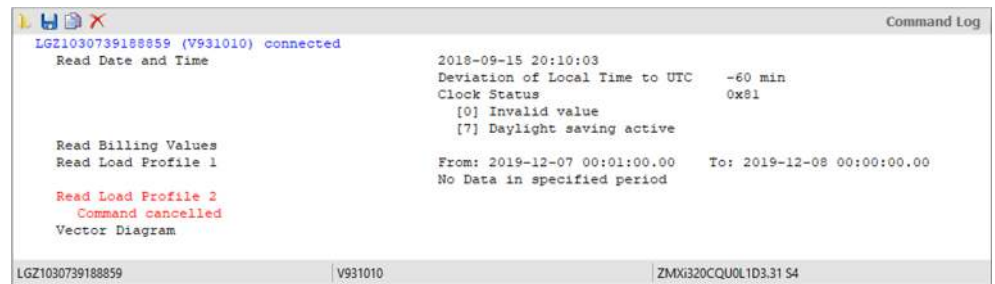 Command Log
LGZ1030739188859 (V931010) connected
Read Date and Time 2018-09-15 20:10:03
Deviation of Local Time to UTC -60 min
Clock Status 0x81
[0] Invalid value
[7] Daylight saving active
Read Billing Values
Read Load Profile 1 From: 2019-12-07 00:01:00.00 To: 2019-12-08 00:00:00.00
No Data in specified period
Read Load Profile 2
Command cancelled
Vector Diagram
LGZ1030739188859 V931010 ZMXi320CQU0L1D3.31 S4